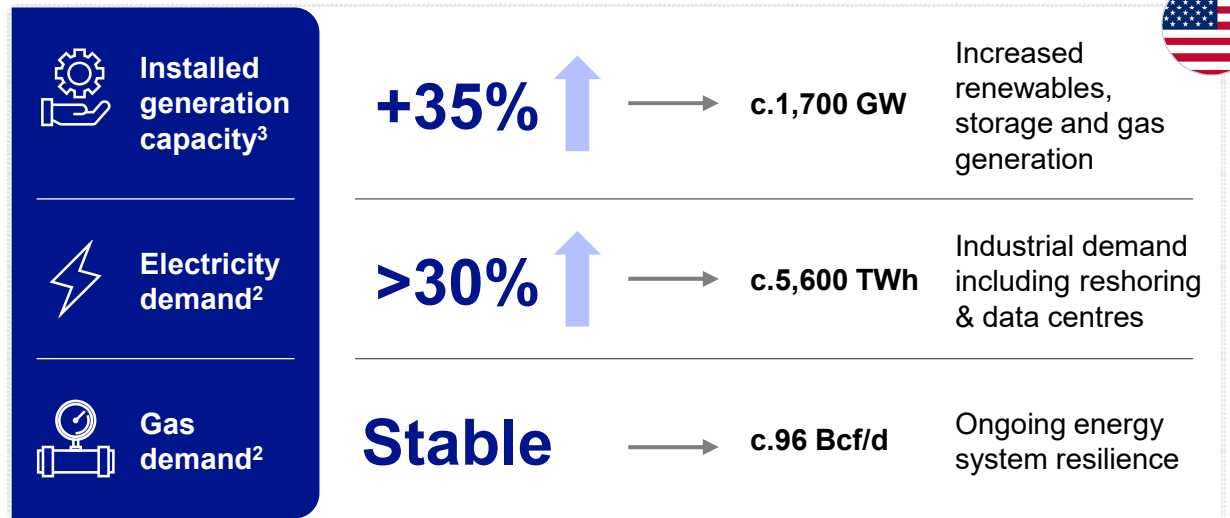 Installed
generation
capacity³
+35%
c.1,700 GW
Increased
renewables,
storage and gas
generation
Electricity
demand²
>30%
c.5,600 TWh
Industrial demand
including reshoring
& data centres
Gas
demand²
Stable
c.96 Bcf/d
Ongoing energy
system resilience